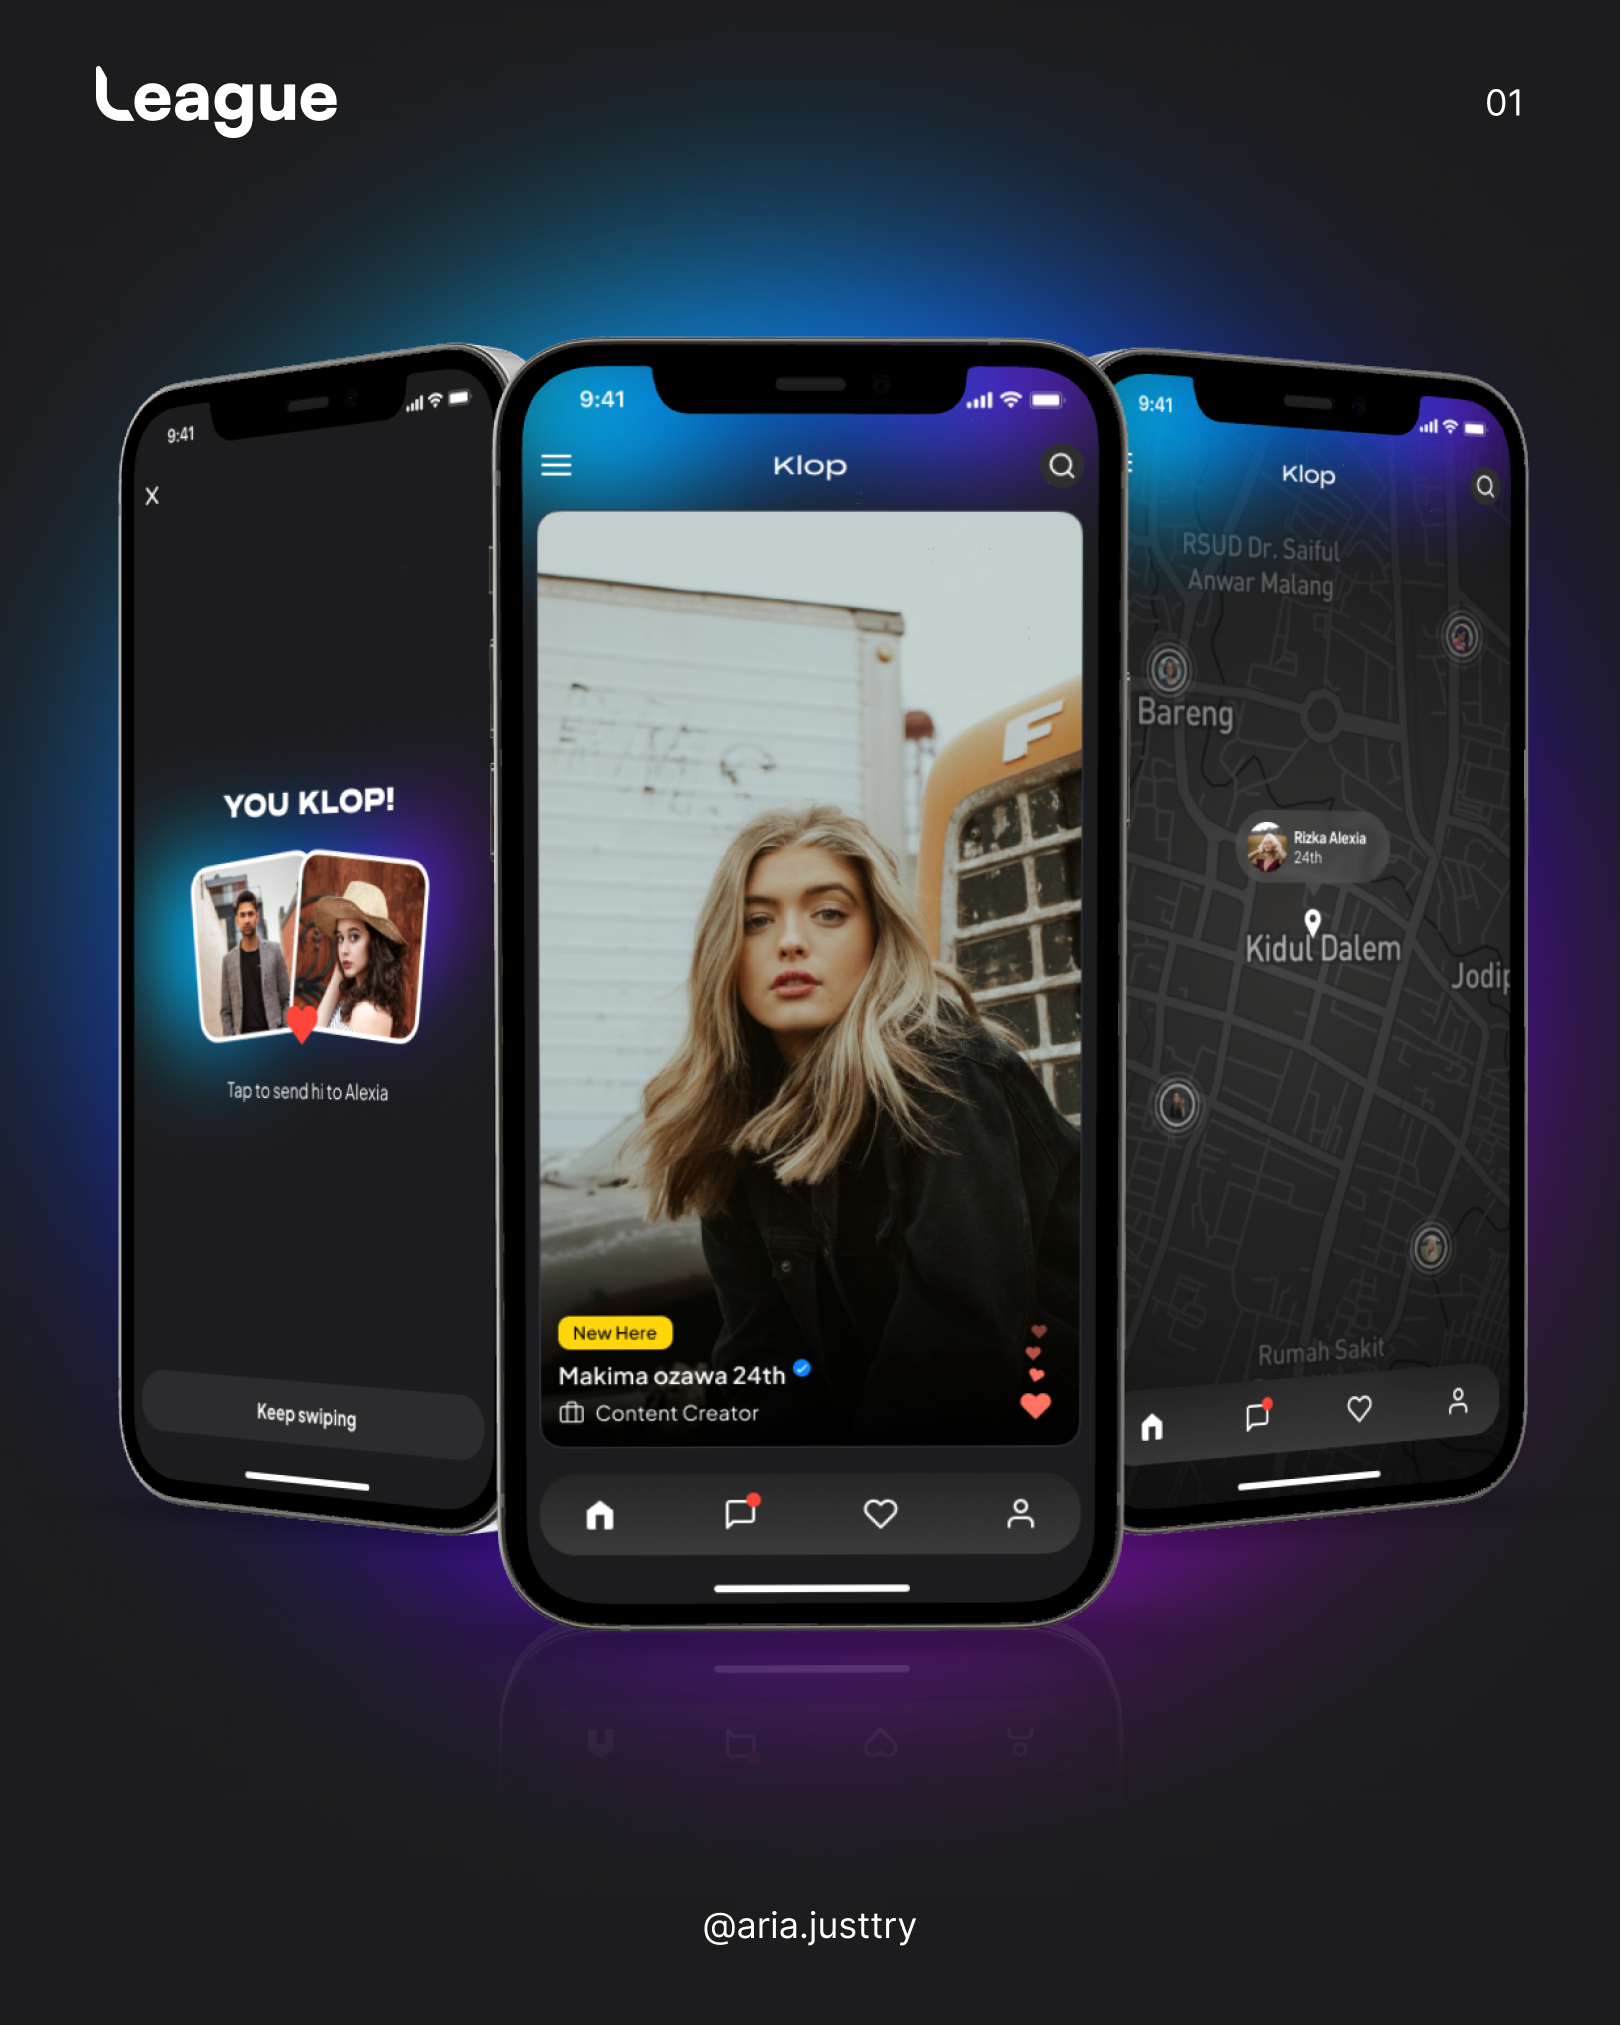 League
01
9:41
X
YOU KLOP!
Tap to send hi to Alexia
Keep swiping
9:41
Klop
F
New Here
Makima ozawa 24th
Content Creator
9:41
Klop
RSUD Dr. Saiful
Anwar Malang
Bareng
Rizka Alexia
24th
Kidul Dalem
Jodip
Rumah Sakit
@aria.justtry